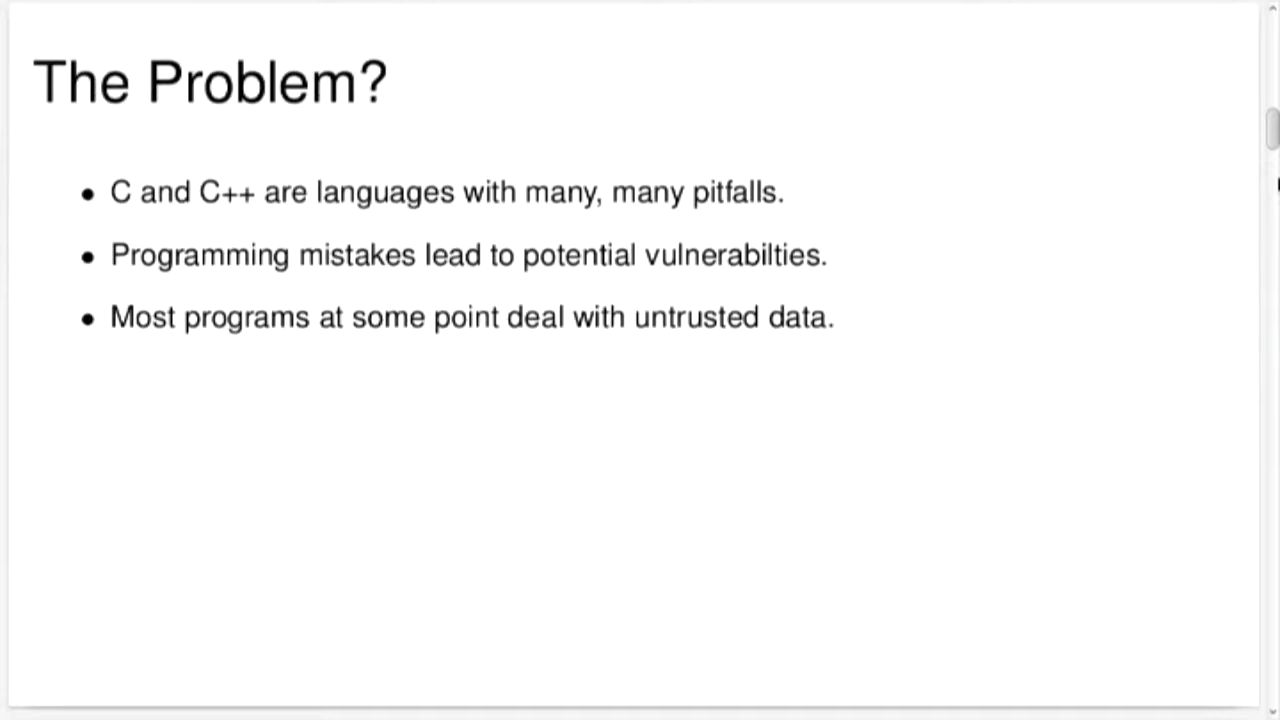 The Problem?
• C and C++ are languages with many, many pitfalls.
• Programming mistakes lead to potential vulnerabilties.
• Most programs at some point deal with untrusted data.